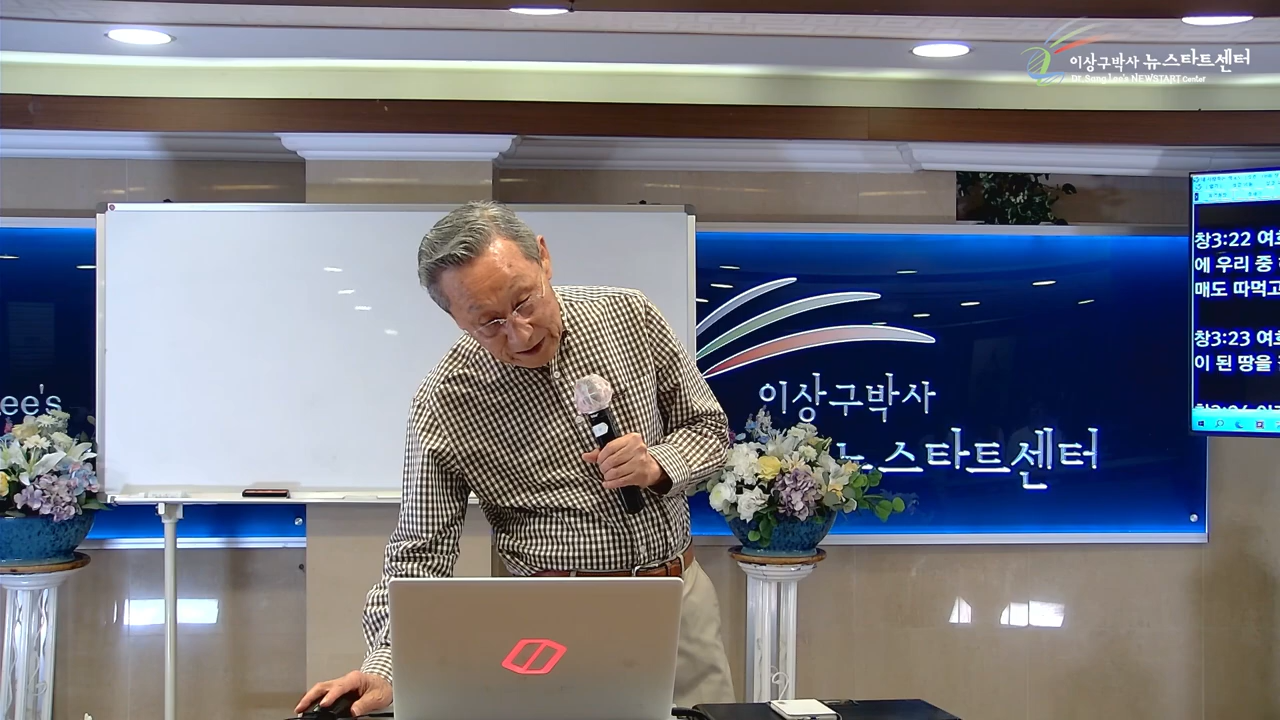 이상구박사 뉴스타트센터
Dr. Sang Lee's NEWSTART Center
창3:22 여호
에 우리 중
매도 따먹고
창3:23 여호
이 된 땅을
Lee's
이상구박사
뉴스타트센터